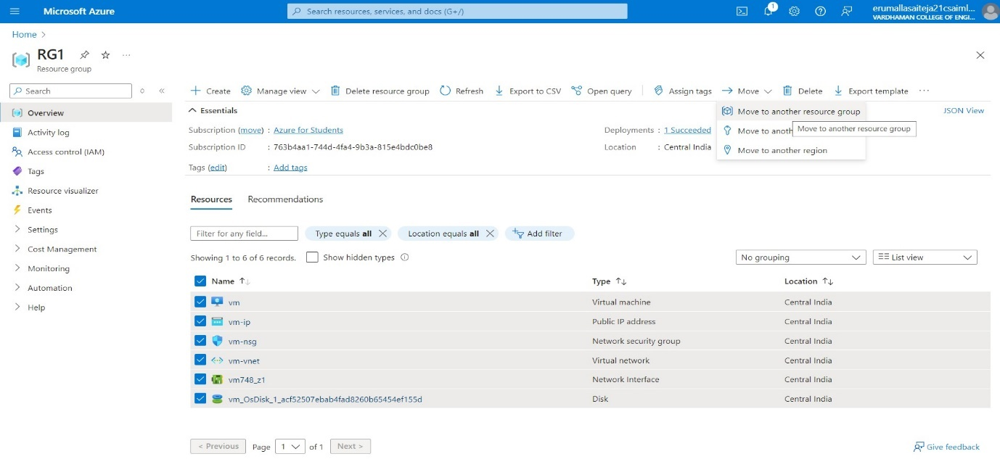 Microsoft Azure
Search resources, services, and docs (G+/)
1
erumallasaiteja21csaiml...
VARDHAMAN COLLEGE OF ENGI...
Home >
RG1 ...
Resource group
Search
Create Manage view Delete resource group Refresh Export to CSV Open query Assign tags Move Delete Export template ...
Overview
Activity log
Access control (IAM)
Tags
Resource visualizer
Events
Settings
Cost Management
Monitoring
Automation
Help
Essentials
JSON View
Subscription (move) : Azure for Students
Subscription ID : 763b4aa1-744d-4fa4-9b3a-815e4bdc0be8
Tags (edit) : Add tags
Deployments : 1 Succeeded
Location : Central India
Move to another resource group
Move to anoth
Move to another resource group
Move to another region
Resources Recommendations
Filter for any field... Type equals all Location equals all Add filter
Showing 1 to 6 of 6 records. Show hidden types
No grouping List view
Name Type Location
vm Virtual machine Central India
vm-ip Public IP address Central India
vm-nsg Network security group Central India
vm-vnet Virtual network Central India
vm748_z1 Network Interface Central India
vm_OsDisk_1_acf52507ebab4fad8260b65454ef155d Disk Central India
< Previous Page 1 of 1 Next >
Give feedback